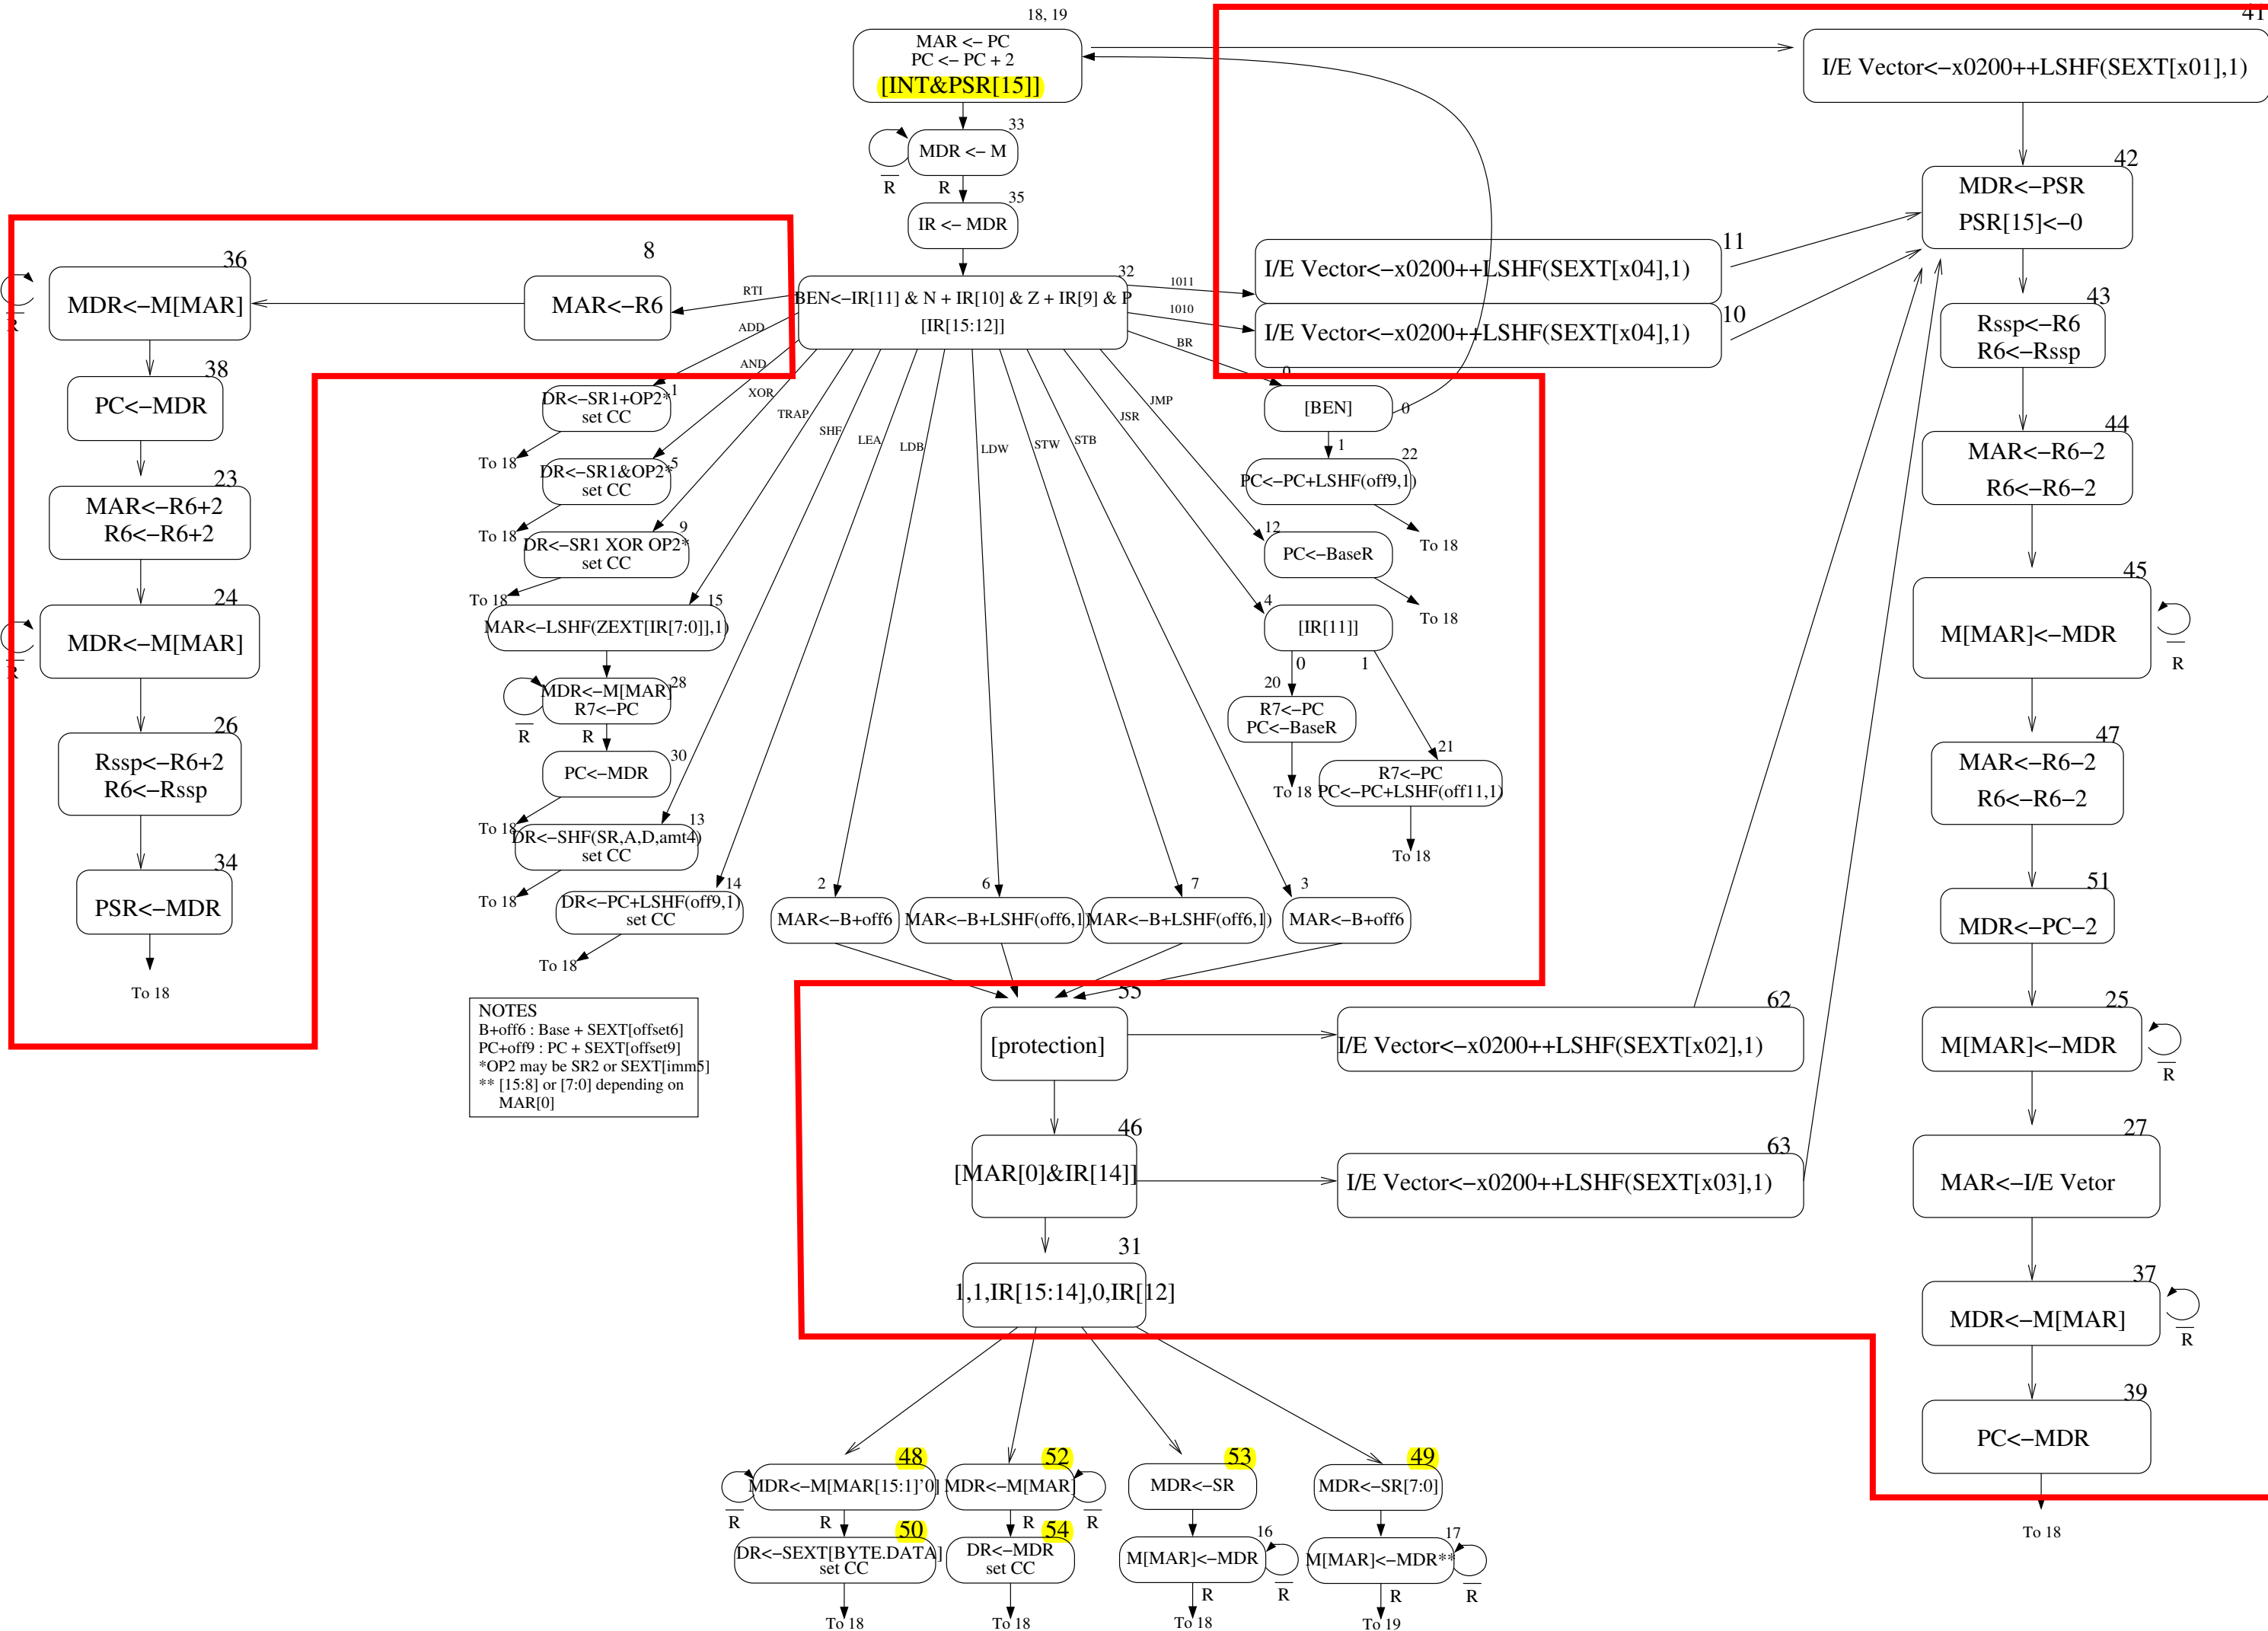 18, 19
MAR <- PC
PC <- PC + 2
[INT&PSR[15]]
33
MDR <- M
R
R
35
IR <- MDR
32
BEN<-IR[11] & N + IR[10] & Z + IR[9] & P
[IR[15:12]]
RTI
ADD
AND
XOR
TRAP
SHF
LEA
LDB
LDW
STW
STB
JSR
JMP
BR
1010
1011
8
MAR<-R6
36
MDR<-M[MAR]
R
38
PC<-MDR
23
MAR<-R6+2
R6<-R6+2
24
MDR<-M[MAR]
R
26
Rssp<-R6+2
R6<-Rssp
34
PSR<-MDR
To 18
1
DR<-SR1+OP2*
set CC
To 18
5
DR<-SR1&OP2*
set CC
To 18
9
DR<-SR1 XOR OP2*
set CC
To 18
15
MAR<-LSHF(ZEXT[IR[7:0]],1)
28
MDR<-M[MAR]
R7<-PC
R
R
30
PC<-MDR
To 18
13
DR<-SHF(SR,A,D,amt4)
set CC
To 18
14
DR<-PC+LSHF(off9,1)
set CC
To 18
2
MAR<-B+off6
6
MAR<-B+LSHF(off6,1)
7
MAR<-B+LSHF(off6,1)
3
MAR<-B+off6
0
[BEN]
0
1
22
PC<-PC+LSHF(off9,1)
To 18
12
PC<-BaseR
To 18
4
[IR[11]]
0
1
20
R7<-PC
PC<-BaseR
To 18
21
R7<-PC
PC<-PC+LSHF(off11,1)
To 18
11
I/E Vector<-x0200++LSHF(SEXT[x04],1)
10
I/E Vector<-x0200++LSHF(SEXT[x04],1)
41
I/E Vector<-x0200++LSHF(SEXT[x01],1)
42
MDR<-PSR
PSR[15]<-0
43
Rssp<-R6
R6<-Rssp
44
MAR<-R6-2
R6<-R6-2
45
M[MAR]<-MDR
R
47
MAR<-R6-2
R6<-R6-2
51
MDR<-PC-2
25
M[MAR]<-MDR
R
27
MAR<-I/E Vetor
37
MDR<-M[MAR]
R
39
PC<-MDR
To 18
NOTES
B+off6 : Base + SEXT[offset6]
PC+off9 : PC + SEXT[offset9]
*OP2 may be SR2 or SEXT[imm5]
** [15:8] or [7:0] depending on
MAR[0]
55
[protection]
62
I/E Vector<-x0200++LSHF(SEXT[x02],1)
46
[MAR[0]&IR[14]]
63
I/E Vector<-x0200++LSHF(SEXT[x03],1)
31
1,1,IR[15:14],0,IR[12]
48
MDR<-M[MAR[15:1]'0]
R
R
50
DR<-SEXT[BYTE.DATA]
set CC
To 18
52
MDR<-M[MAR]
R
R
54
DR<-MDR
set CC
To 18
53
MDR<-SR
16
M[MAR]<-MDR
R
R
To 18
49
MDR<-SR[7:0]
17
M[MAR]<-MDR**
R
R
To 19